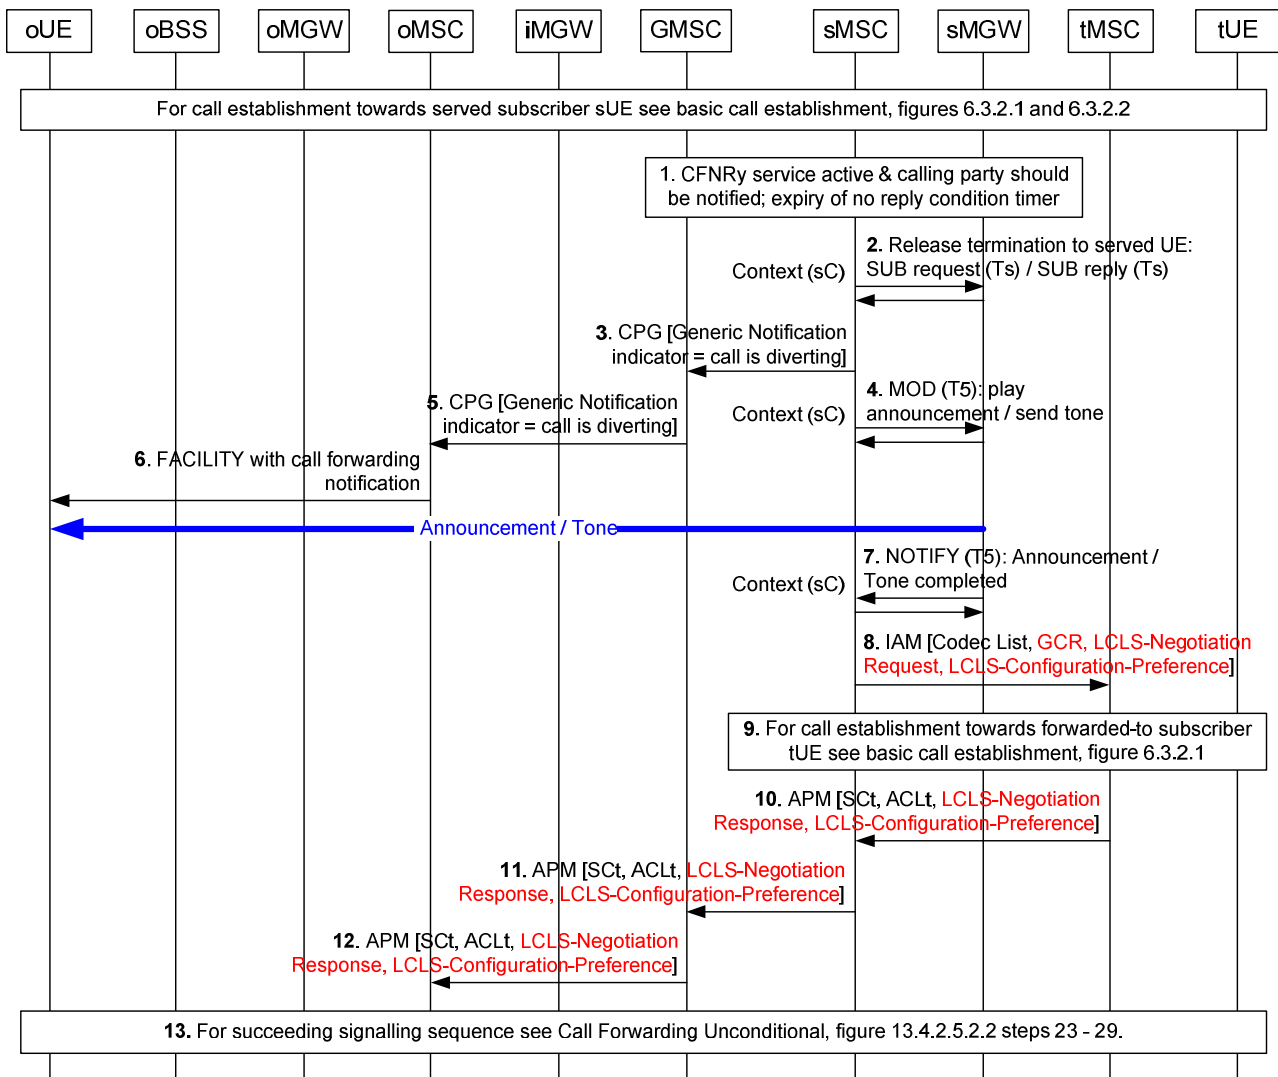 oUE oBSS oMGW oMSC iMGW GMSC sMSC sMGW tMSC tUE
For call establishment towards served subscriber sUE see basic call establishment, figures 6.3.2.1 and 6.3.2.2
1. CFNRy service active & calling party should
be notified; expiry of no reply condition timer
2. Release termination to served UE:
SUB request (Ts) / SUB reply (Ts)
Context (sC)
3. CPG [Generic Notification
indicator = call is diverting]
4. MOD (T5): play
announcement / send tone
Context (sC)
5. CPG [Generic Notification
indicator = call is diverting]
6. FACILITY with call forwarding
notification
Announcement / Tone
7. NOTIFY (T5): Announcement /
Tone completed
Context (sC)
8. IAM [Codec List, GCR, LCLS-Negotiation
Request, LCLS-Configuration-Preference]
9. For call establishment towards forwarded-to subscriber
tUE see basic call establishment, figure 6.3.2.1
10. APM [SCt, ACLt, LCLS-Negotiation
Response, LCLS-Configuration-Preference]
11. APM [SCt, ACLt, LCLS-Negotiation
Response, LCLS-Configuration-Preference]
12. APM [SCt, ACLt, LCLS-Negotiation
Response, LCLS-Configuration-Preference]
13. For succeeding signalling sequence see Call Forwarding Unconditional, figure 13.4.2.5.2.2 steps 23 - 29.